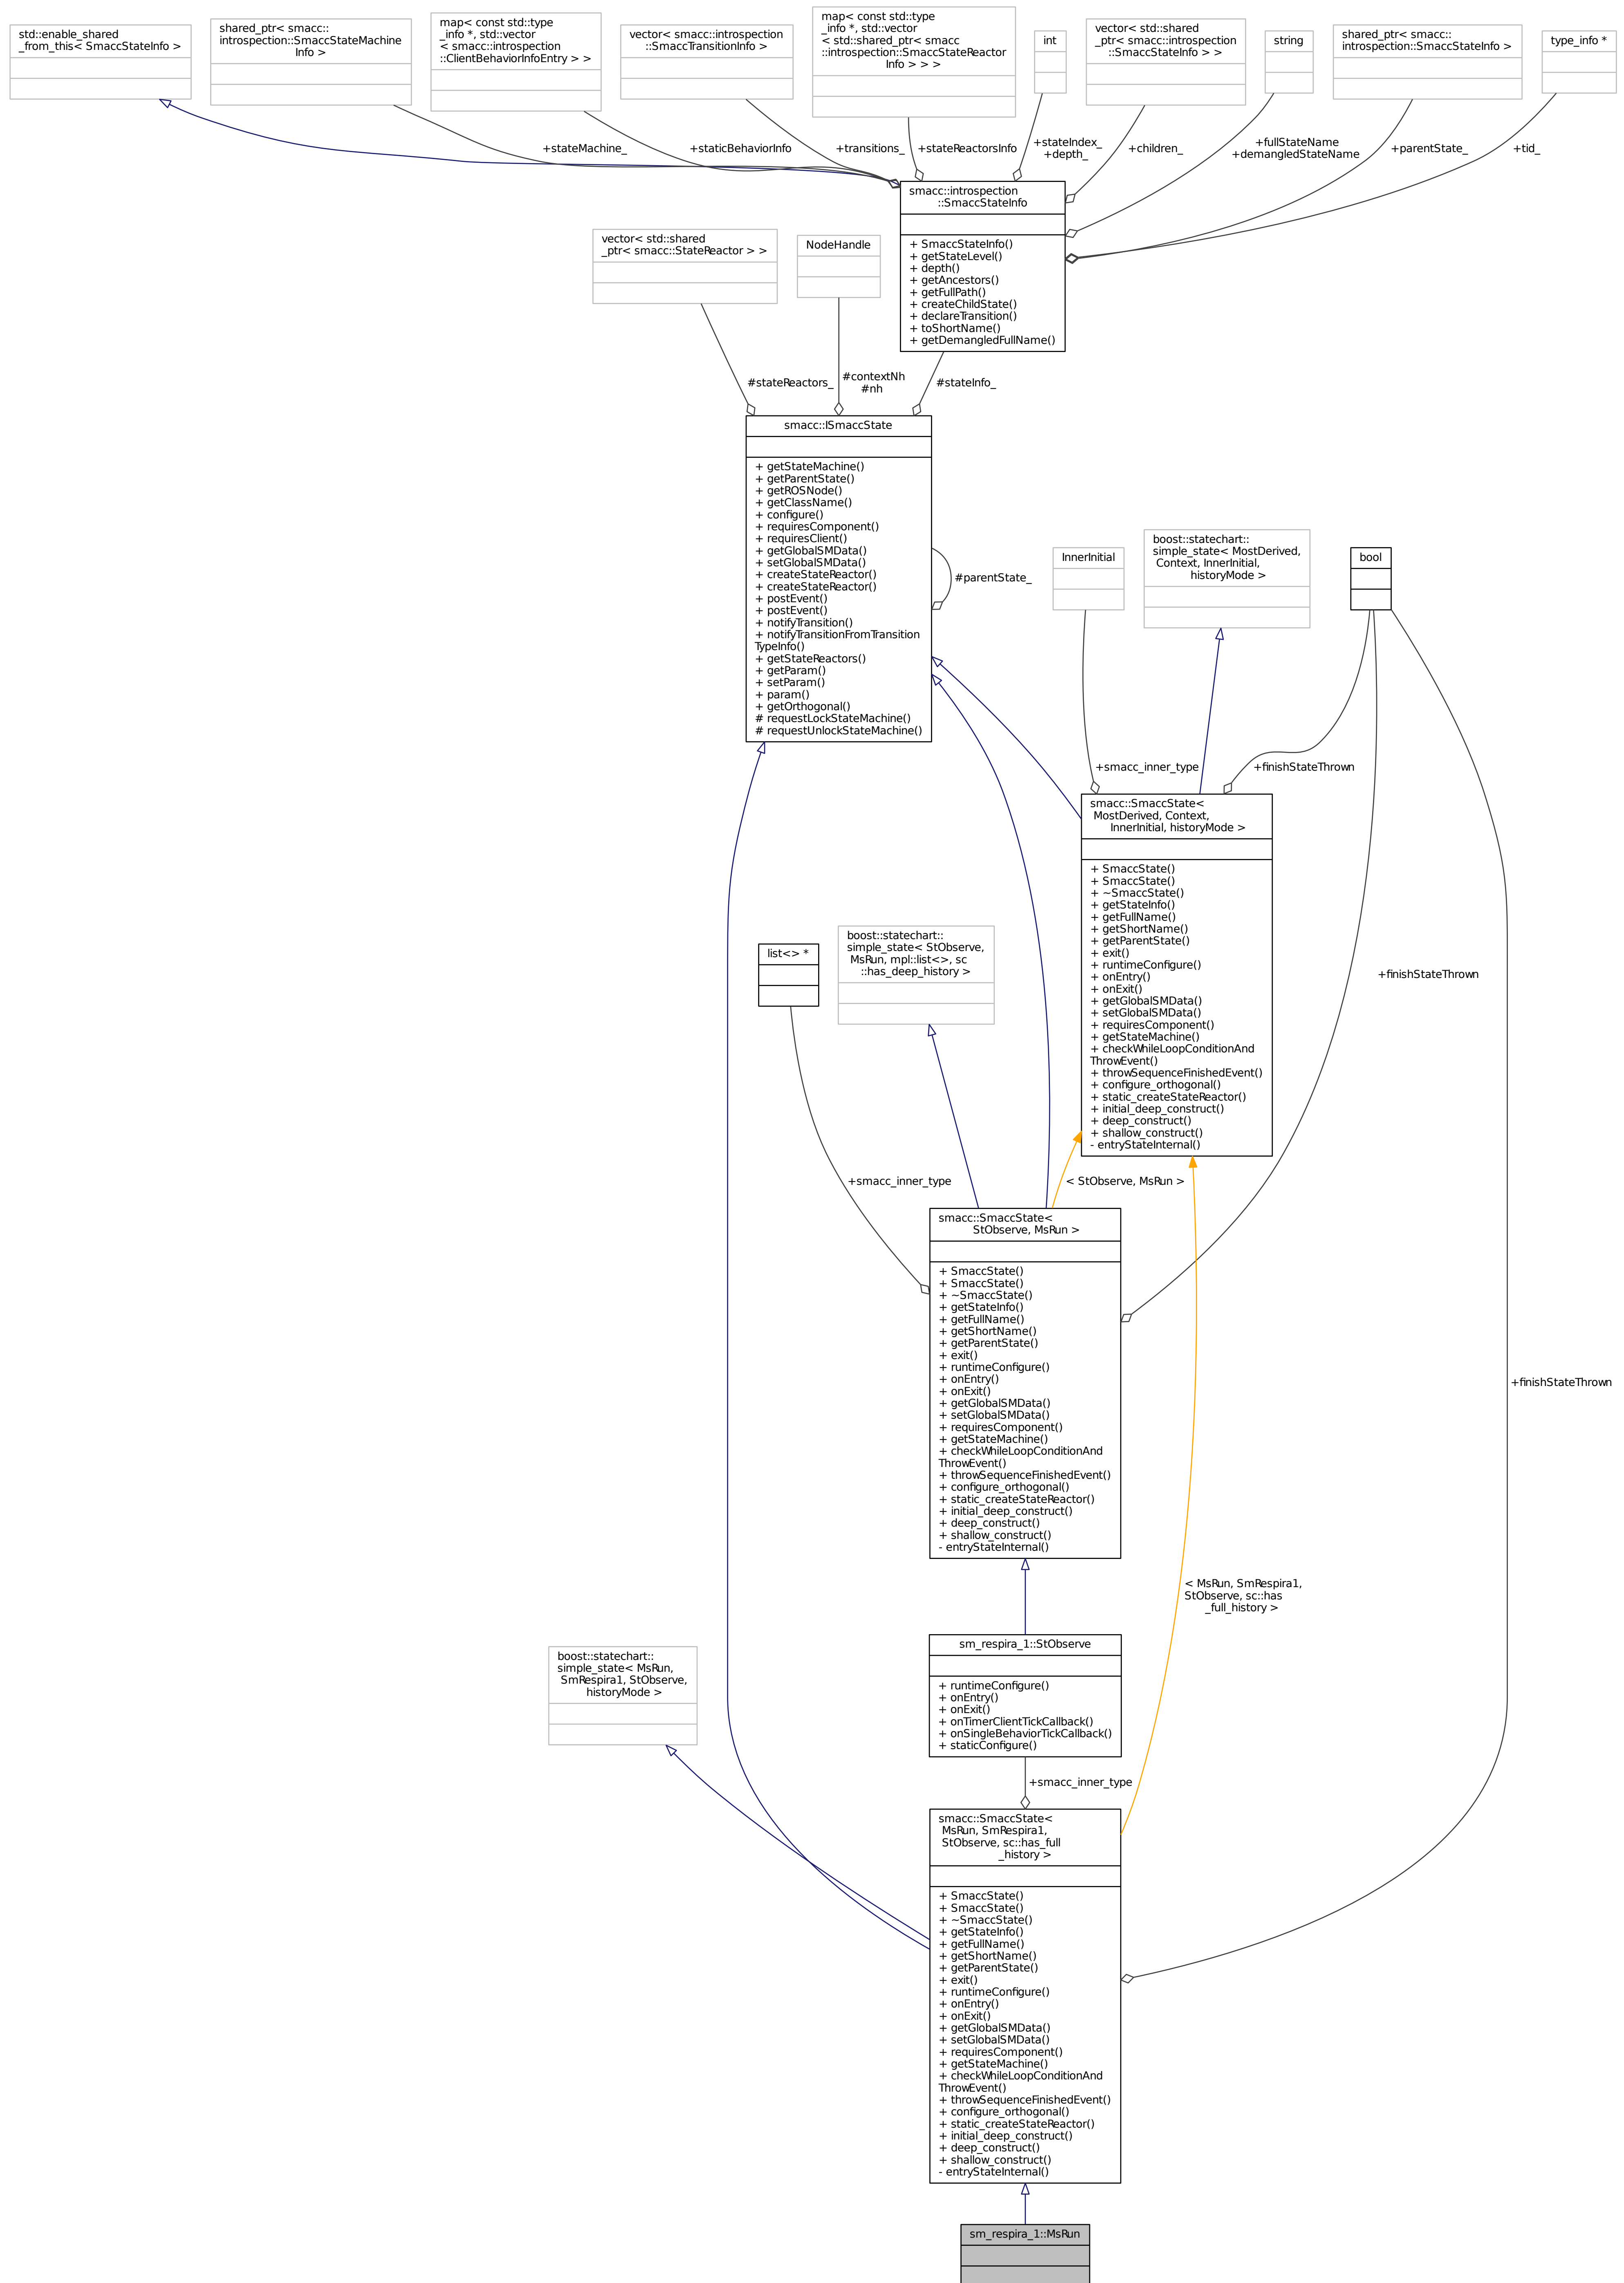 std::enable_shared
_from_this< SmaccStateInfo >
shared_ptr< smacc::
introspection::SmaccStateMachine
Info >
map< const std::type
_info *, std::vector
< smacc::introspection
::ClientBehaviorInfoEntry > >
vector< smacc::introspection
::SmaccTransitionInfo >
map< const std::type
_info *, std::vector
< std::shared_ptr< smacc
::introspection::SmaccStateReactor
Info > > >
int
vector< std::shared
_ptr< smacc::introspection
::SmaccStateInfo > >
string
shared_ptr< smacc::
introspection::SmaccStateInfo >
type_info *
+stateMachine_
+staticBehaviorInfo
+transitions_
+stateReactorsInfo
+stateIndex_
+depth_
+children_
+fullStateName
+demangledStateName
+parentState_
+tid_
smacc::introspection
::SmaccStateInfo
+ SmaccStateInfo()
+ getStateLevel()
+ depth()
+ getAncestors()
+ getFullPath()
+ createChildState()
+ declareTransition()
+ toShortName()
+ getDemangledFullName()
vector< std::shared
_ptr< smacc::StateReactor > >
NodeHandle
#stateReactors_
#contextNh
#nh
#stateInfo_
smacc::ISmaccState
+ getStateMachine()
+ getParentState()
+ getROSNode()
+ getClassName()
+ configure()
+ requiresComponent()
+ requiresClient()
+ getGlobalSMData()
+ setGlobalSMData()
+ createStateReactor()
+ createStateReactor()
+ postEvent()
+ postEvent()
+ notifyTransition()
+ notifyTransitionFromTransition
TypeInfo()
+ getStateReactors()
+ getParam()
+ setParam()
+ param()
+ getOrthogonal()
# requestLockStateMachine()
# requestUnlockStateMachine()
#parentState_
InnerInitial
boost::statechart::
simple_state< MostDerived,
Context, InnerInitial,
historyMode >
bool
+smacc_inner_type
+finishStateThrown
smacc::SmaccState<
MostDerived, Context,
InnerInitial, historyMode >
+ SmaccState()
+ SmaccState()
+ ~SmaccState()
+ getStateInfo()
+ getFullName()
+ getShortName()
+ getParentState()
+ exit()
+ runtimeConfigure()
+ onEntry()
+ onExit()
+ getGlobalSMData()
+ setGlobalSMData()
+ requiresComponent()
+ getStateMachine()
+ checkWhileLoopConditionAnd
ThrowEvent()
+ throwSequenceFinishedEvent()
+ configure_orthogonal()
+ static_createStateReactor()
+ initial_deep_construct()
+ deep_construct()
+ shallow_construct()
- entryStateInternal()
list<> *
boost::statechart::
simple_state< StObserve,
MsRun, mpl::list<>, sc
::has_deep_history >
+finishStateThrown
+smacc_inner_type
< StObserve, MsRun >
smacc::SmaccState<
StObserve, MsRun >
+ SmaccState()
+ SmaccState()
+ ~SmaccState()
+ getStateInfo()
+ getFullName()
+ getShortName()
+ getParentState()
+ exit()
+ runtimeConfigure()
+ onEntry()
+ onExit()
+ getGlobalSMData()
+ setGlobalSMData()
+ requiresComponent()
+ getStateMachine()
+ checkWhileLoopConditionAnd
ThrowEvent()
+ throwSequenceFinishedEvent()
+ configure_orthogonal()
+ static_createStateReactor()
+ initial_deep_construct()
+ deep_construct()
+ shallow_construct()
- entryStateInternal()
+finishStateThrown
< MsRun, SmRespira1,
StObserve, sc::has
_full_history >
sm_respira_1::StObserve
+ runtimeConfigure()
+ onEntry()
+ onExit()
+ onTimerClientTickCallback()
+ onSingleBehaviorTickCallback()
+ staticConfigure()
boost::statechart::
simple_state< MsRun,
SmRespira1, StObserve,
historyMode >
+smacc_inner_type
smacc::SmaccState<
MsRun, SmRespira1,
StObserve, sc::has_full
_history >
+ SmaccState()
+ SmaccState()
+ ~SmaccState()
+ getStateInfo()
+ getFullName()
+ getShortName()
+ getParentState()
+ exit()
+ runtimeConfigure()
+ onEntry()
+ onExit()
+ getGlobalSMData()
+ setGlobalSMData()
+ requiresComponent()
+ getStateMachine()
+ checkWhileLoopConditionAnd
ThrowEvent()
+ throwSequenceFinishedEvent()
+ configure_orthogonal()
+ static_createStateReactor()
+ initial_deep_construct()
+ deep_construct()
+ shallow_construct()
- entryStateInternal()
sm_respira_1::MsRun